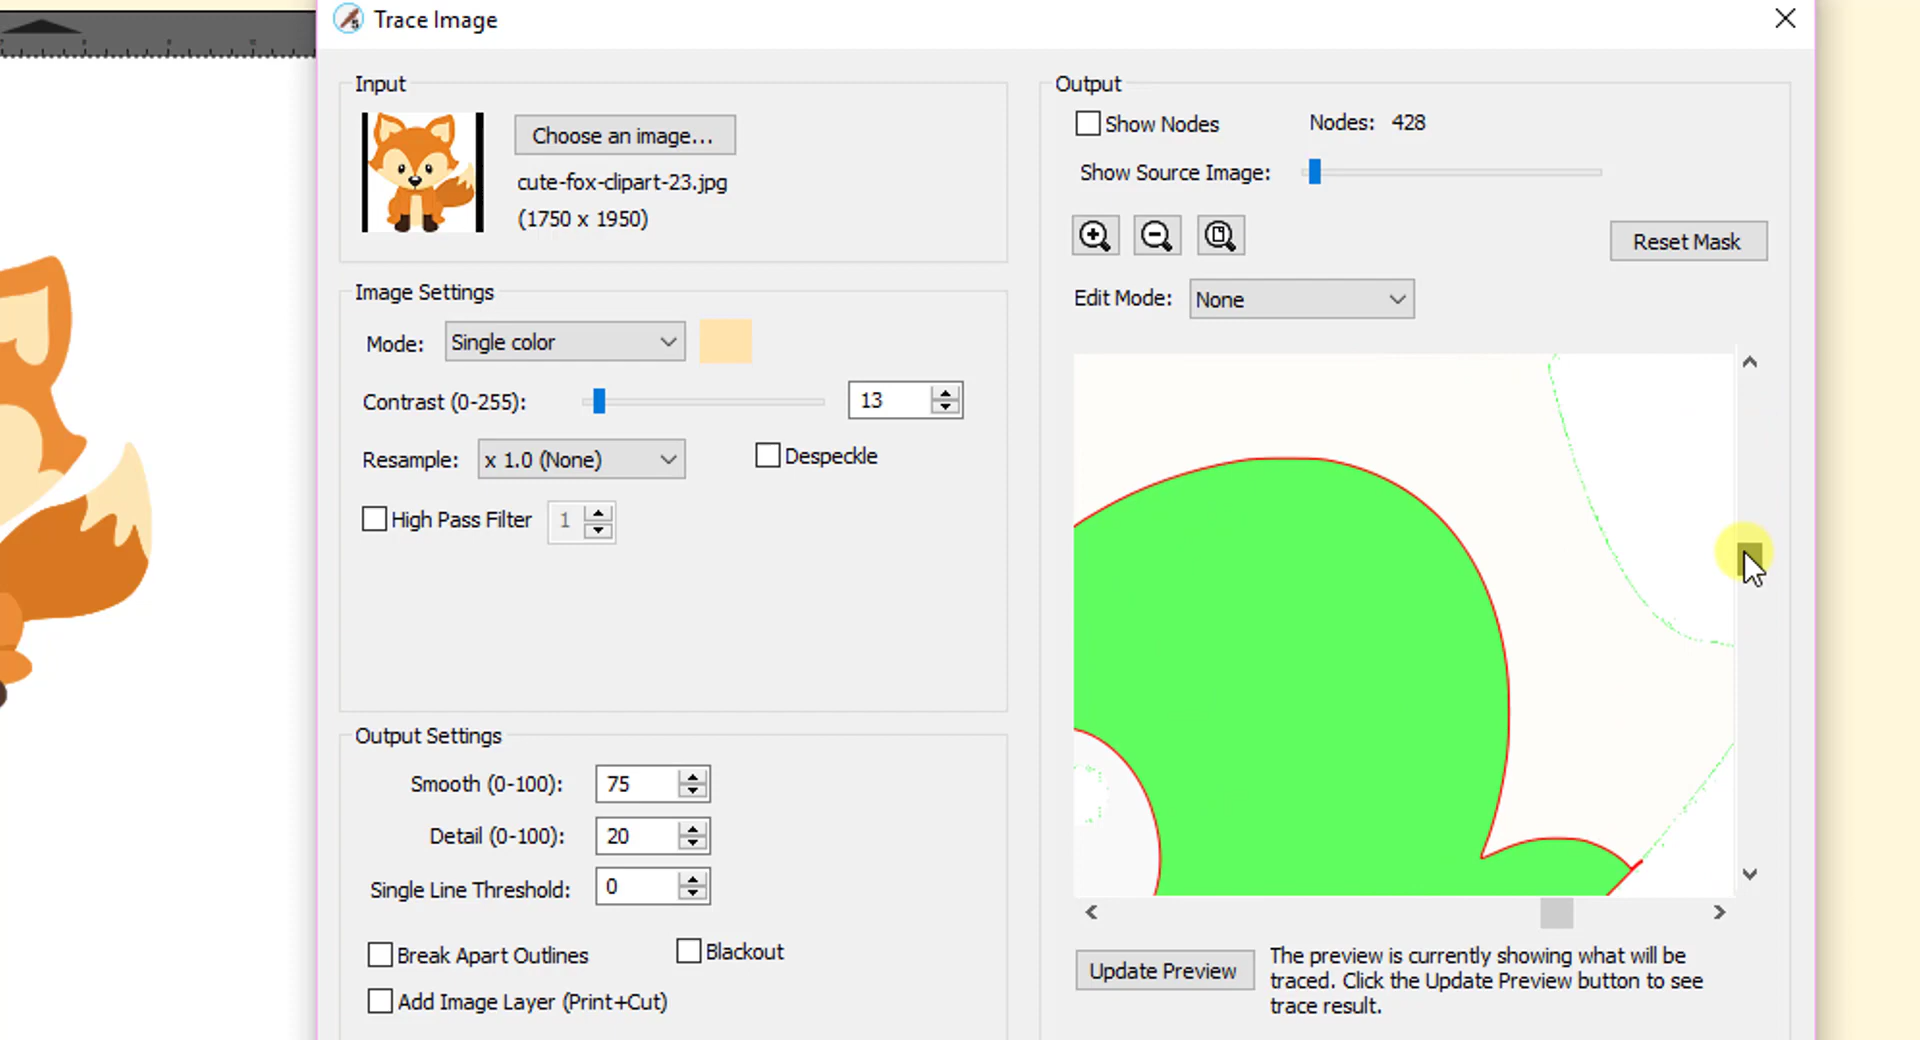 Trace Image
Input
Choose an image...
cute-fox-clipart-23.jpg
(1750 x 1950)
Image Settings
Mode: Single color
Contrast (0-255): 13
Resample: x 1.0 (None) Despeckle
High Pass Filter 1
Output Settings
Smooth (0-100): 75
Detail (0-100): 20
Single Line Threshold: 0
Break Apart Outlines Blackout
Add Image Layer (Print+Cut)
Output
Show Nodes Nodes: 428
Show Source Image:
Reset Mask
Edit Mode: None
Update Preview
The preview is currently showing what will be
traced. Click the Update Preview button to see
trace result.